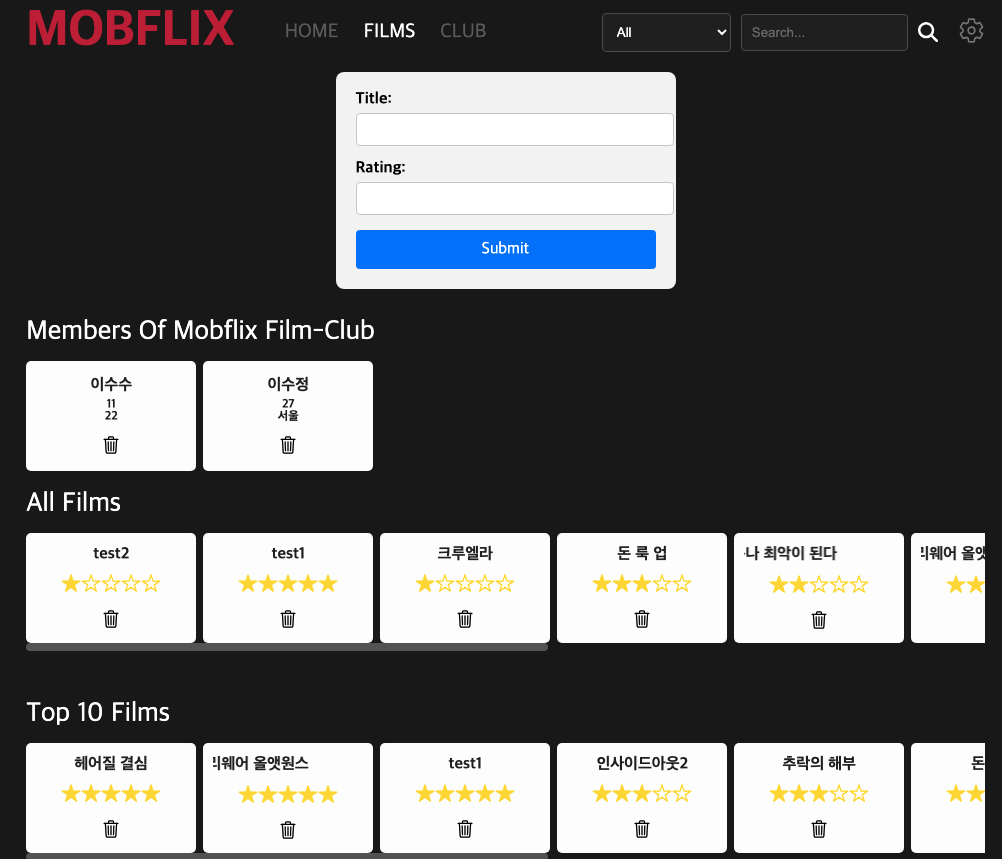 MOBFLIX
HOME FILMS CLUB
All
Search...
Title:
Rating:
Submit
Members Of Mobflix Film-Club
이수수 이수정
11 27
22 서울
All Films
test2 test1 크루엘라 돈 룩 업 나 최악이 된다 웨어 올앳
Top 10 Films
헤어질 결심 웨어 올앳원스 test1 인사이드아웃2 추락의 해부 돈